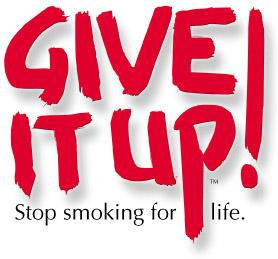 GIVE
IT UP!™
Stop smoking for life.